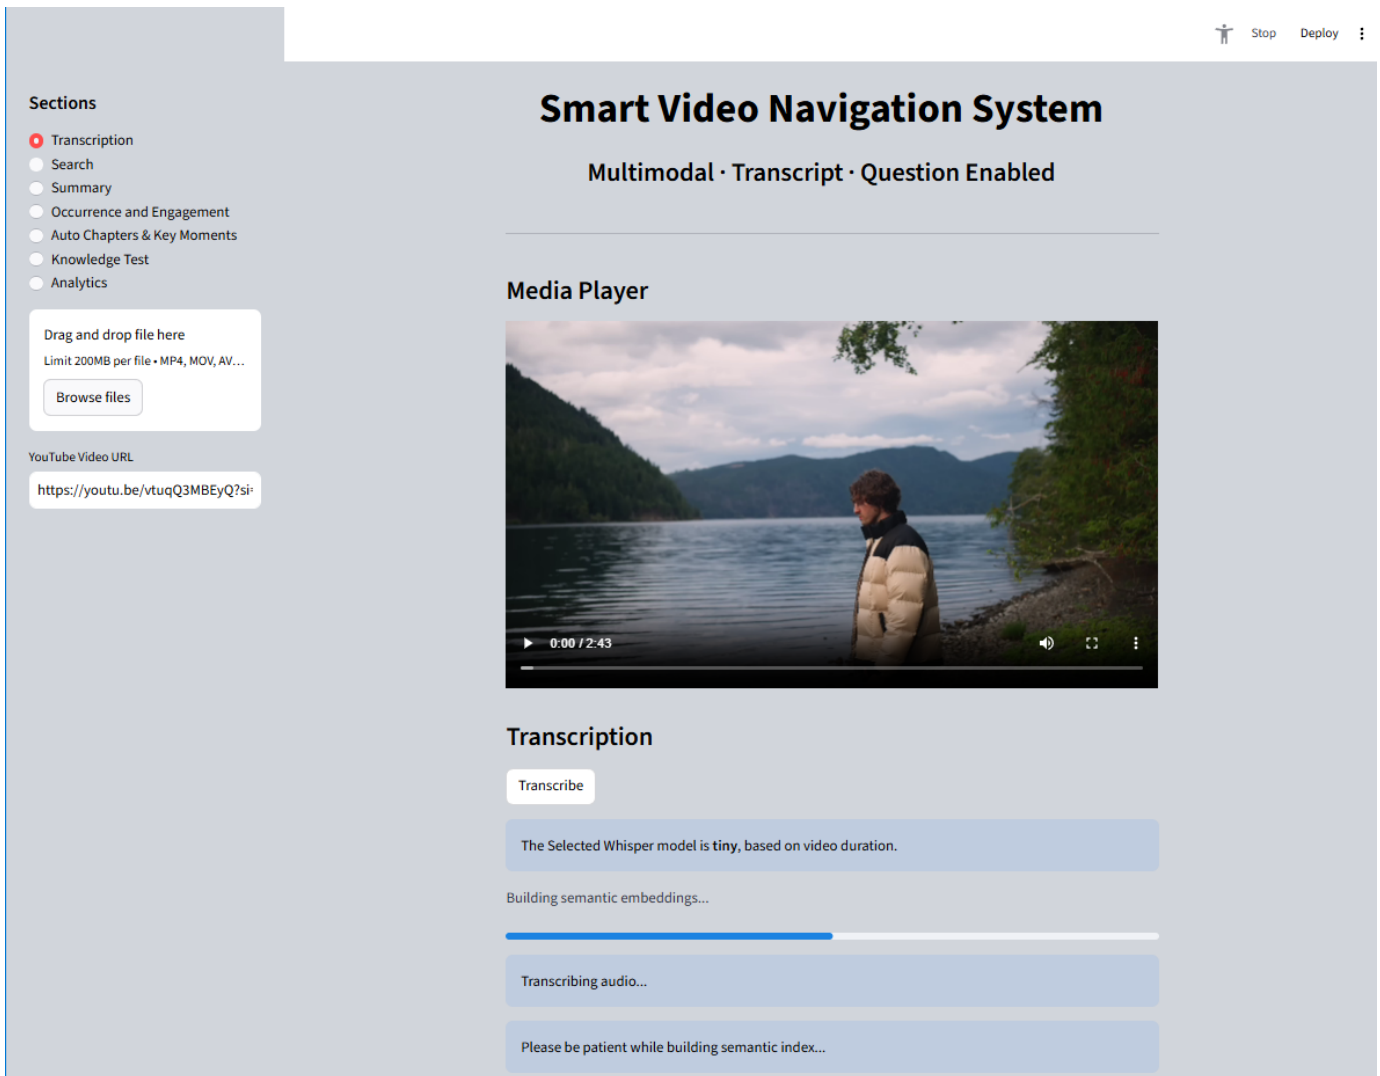 Stop Deploy
Sections
Transcription
Search
Summary
Occurrence and Engagement
Auto Chapters & Key Moments
Knowledge Test
Analytics
Drag and drop file here
Limit 200MB per file • MP4, MOV, AV...
Browse files
YouTube Video URL
https://youtu.be/vtuqQ3MBEyQ?si=
Smart Video Navigation System
Multimodal · Transcript · Question Enabled
Media Player
0:00 / 2:43
Transcription
Transcribe
The Selected Whisper model is tiny, based on video duration.
Building semantic embeddings...
Transcribing audio...
Please be patient while building semantic index...